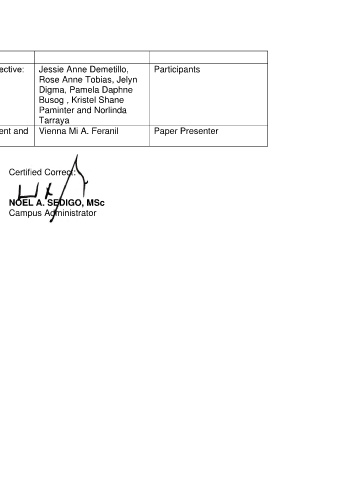 ective: Jessie Anne Demetillo, Participants
Rose Anne Tobias, Jelyn
Digma, Pamela Daphne
Busog , Kristel Shane
Paminter and Norlinda
Tarraya
ent and Vienna Mi A. Feranil Paper Presenter
Certified Correct:
NOEL A. SEDIGO, MSc
Campus Administrator